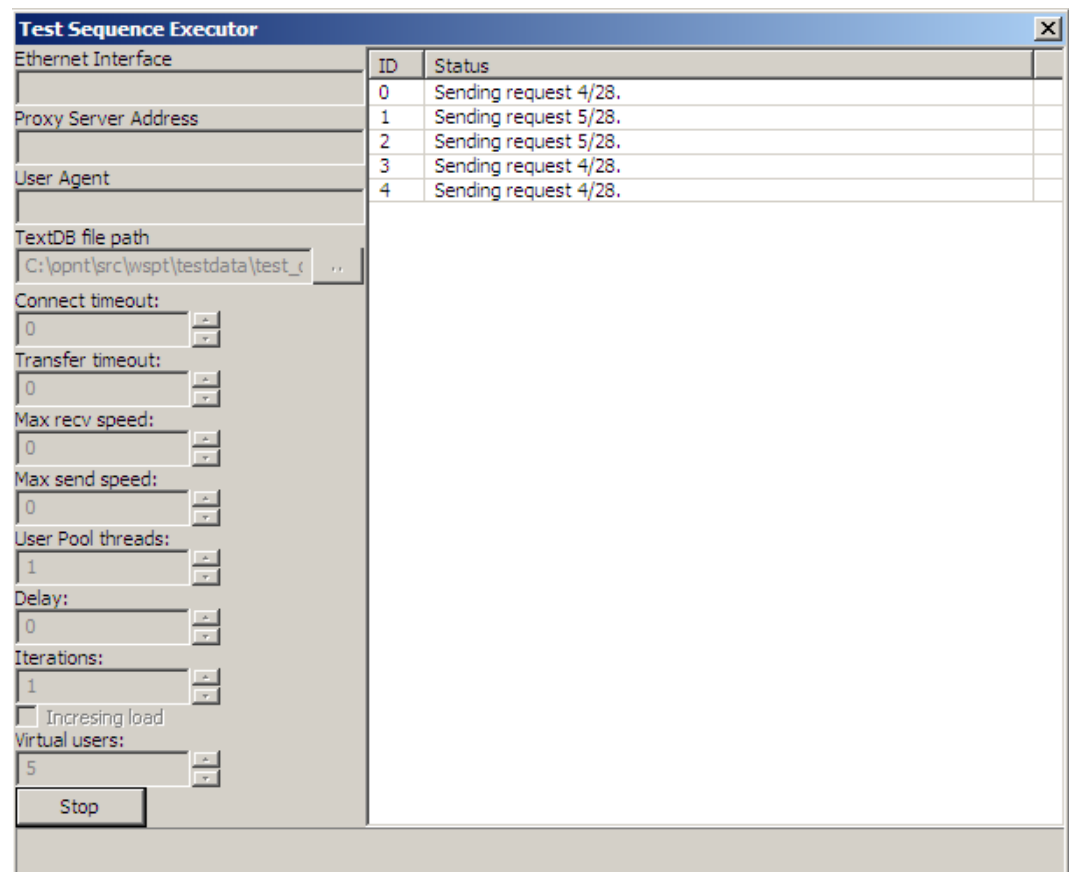 Test Sequence Executor
Ethernet Interface
Proxy Server Address
User Agent
TextDB file path
C:\opnt\src\wspt\testdata\test_ ..
Connect timeout:
0
Transfer timeout:
0
Max recv speed:
0
Max send speed:
0
User Pool threads:
1
Delay:
0
Iterations:
1
Incresing load
Virtual users:
5
Stop
ID Status
0 Sending request 4/28.
1 Sending request 5/28.
2 Sending request 5/28.
3 Sending request 4/28.
4 Sending request 4/28.